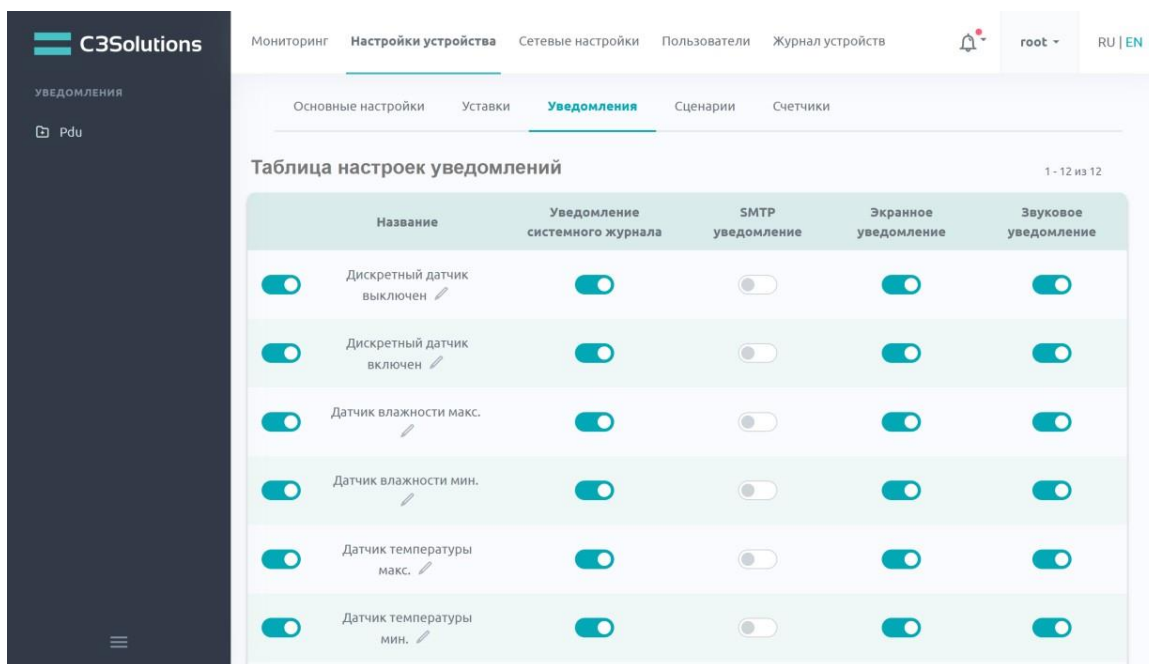 C3Solutions
Мониторинг Настройки устройства Сетевые настройки Пользователи Журнал устройств root RU | EN
УВЕДОМЛЕНИЯ
Pdu
Основные настройки Уставки Уведомления Сценарии Счетчики
Таблица настроек уведомлений
1 - 12 из 12
Название
Уведомление
системного журнала
SMTP
уведомление
Экранное
уведомление
Звуковое
уведомление
Дискретный датчик
выключен
Дискретный датчик
включен
Датчик влажности макс.
Датчик влажности мин.
Датчик температуры
макс.
Датчик температуры
мин.